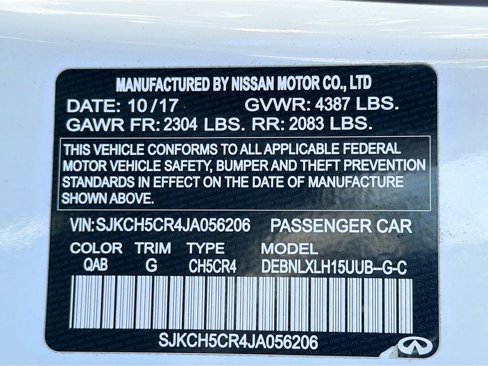 MANUFACTURED BY NISSAN MOTOR CO., LTD
DATE: 10/17 GVWR: 4387 LBS.
GAWR FR: 2304 LBS. RR: 2083 LBS.
THIS VEHICLE CONFORMS TO ALL APPLICABLE FEDERAL
MOTOR VEHICLE SAFETY, BUMPER AND THEFT PREVENTION
STANDARDS IN EFFECT ON THE DATE OF MANUFACTURE
SHOWN ABOVE.
VIN: SJKCH5CR4JA056206 PASSENGER CAR
COLOR TRIM TYPE MODEL
QAB G CH5CR4 DEBNLXLH15UUB-G-C
SJKCH5CR4JA056206